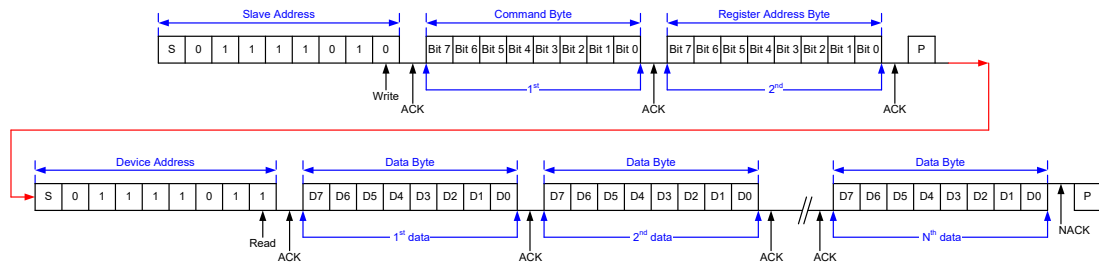 Slave Address Command Byte Register Address Byte
S 0 1 1 1 1 0 1 0 Bit 7 Bit 6 Bit 5 Bit 4 Bit 3 Bit 2 Bit 1 Bit 0 Bit 7 Bit 6 Bit 5 Bit 4 Bit 3 Bit 2 Bit 1 Bit 0 P
Write ACK 1st ACK 2nd ACK
Device Address Data Byte Data Byte Data Byte
S 0 1 1 1 1 0 1 1 D7 D6 D5 D4 D3 D2 D1 D0 D7 D6 D5 D4 D3 D2 D1 D0 D7 D6 D5 D4 D3 D2 D1 D0 P
Read ACK 1st data ACK 2nd data ACK // ACK Nth data NACK